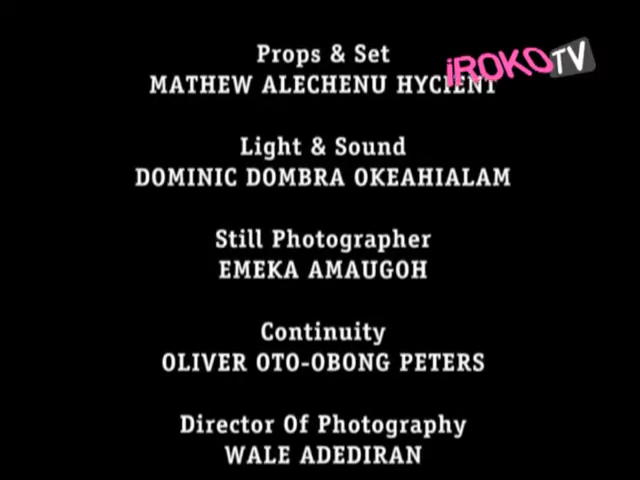 Props & Set
iROKOTV
MATHEW ALECHENU HYCIENT
Light & Sound
DOMINIC DOMBRA OKEAHIALAM
Still Photographer
EMEKA AMAUGOH
Continuity
OLIVER OTO-OBONG PETERS
Director Of Photography
WALE ADEDIRAN